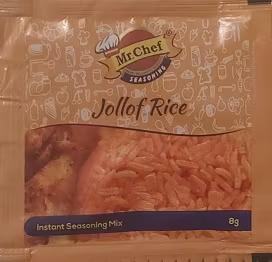 Mr.Chef
SEASONING
Jollof Rice
Instant Seasoning Mix
8g